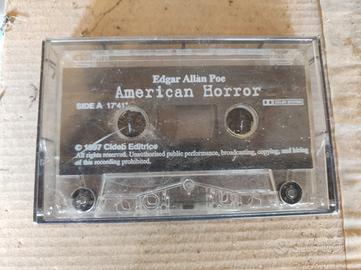 Edgar Allan Poe
American Horror
SIDE A 17'41"
© 1997 Cideb Editrice
All rights reserved. Unauthorized public performance, broadcasting, copying, and hiring
of this recording prohibited.